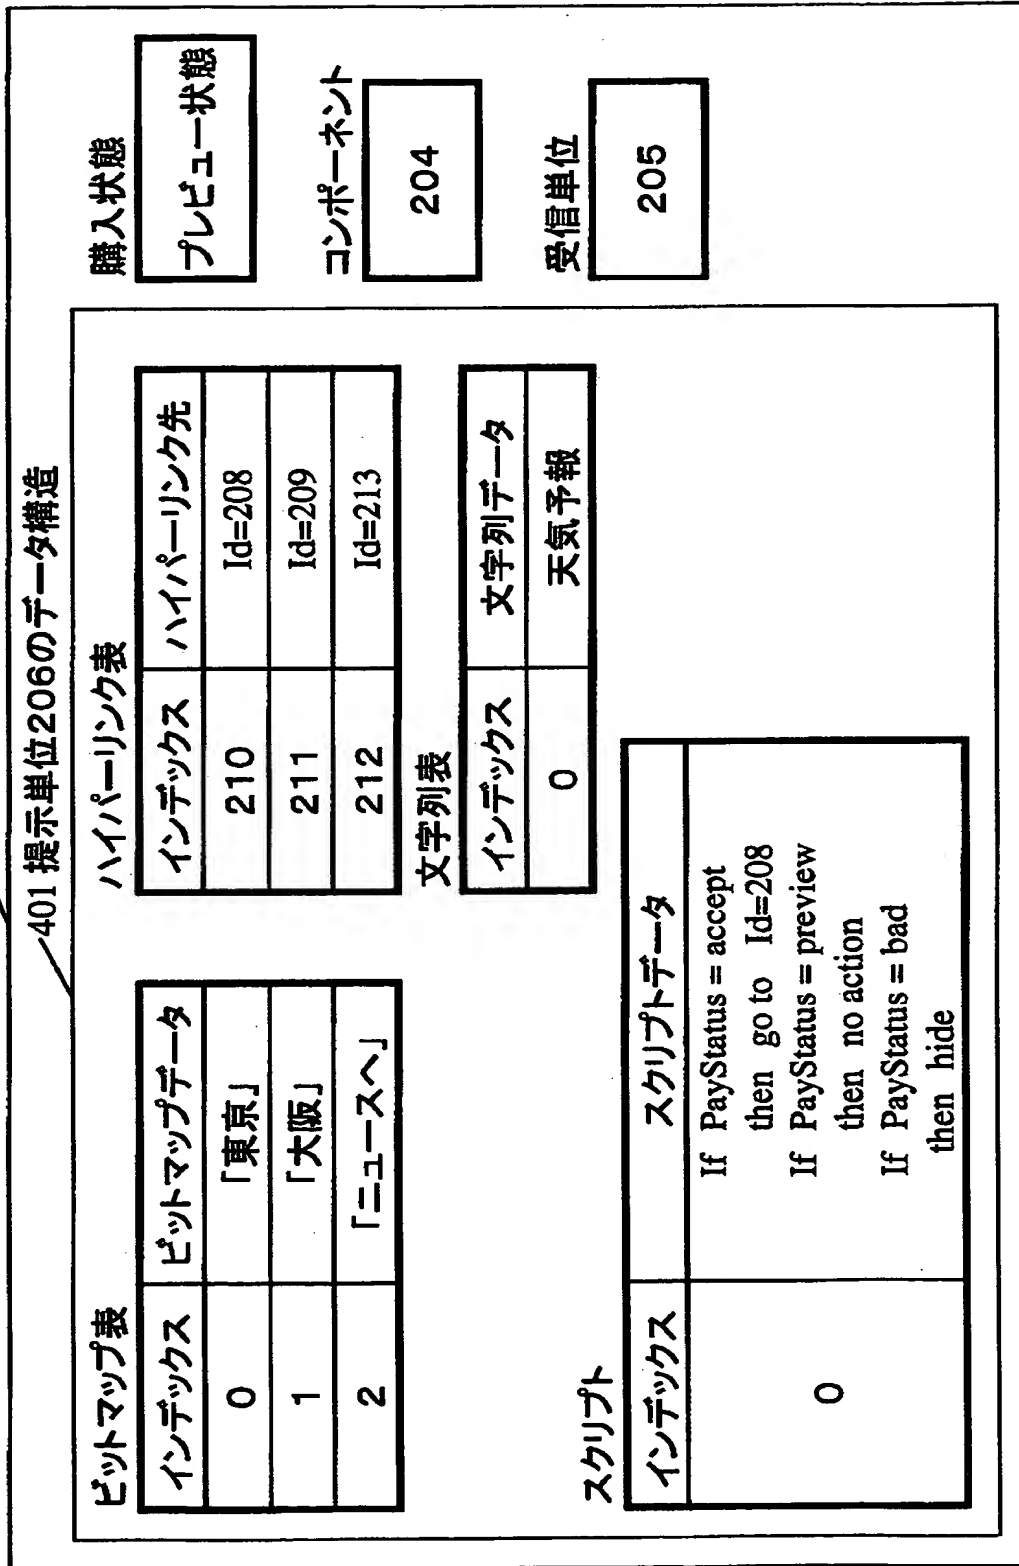 401 提示単位206のデータ構造
ビットマップ表
インデックス ビットマップデータ
0 「東京」
1 「大阪」
2 「ニュースへ」
ハイパーリンク表
インデックス ハイパーリンク先
210 Id=208
211 Id=209
212 Id=213
文字列表
インデックス 文字列データ
0 天気予報
スクリプト
インデックス スクリプトデータ
0
If PayStatus = accept
then go to Id=208
If PayStatus = preview
then no action
If PayStatus = bad
then hide
購入状態
プレビュー状態
コンポーネント
204
受信単位
205